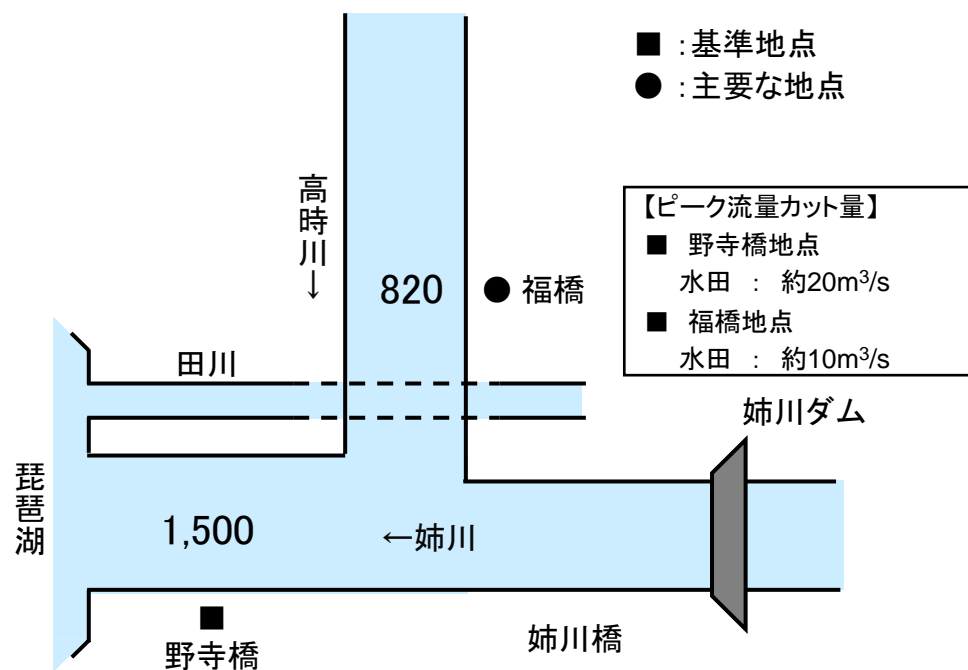 ■ ：基準地点
● ：主要な地点
【ピーク流量カット量】
■ 野寺橋地点
水田 ： 約20m³/s
■ 福橋地点
水田 ： 約10m³/s
高時川↓
820
● 福橋
田川
姉川ダム
琵琶湖
1,500
←姉川
■
野寺橋
姉川橋